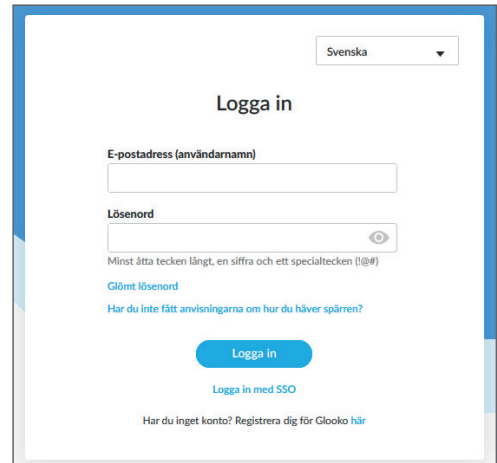 Svenska
Logga in
E-postadress (användarnamn)
Lösenord
Minst åtta tecken långt, en siffra och ett specialtecken (!@#)
Glömt lösenord
Har du inte fått anvisningarna om hur du häver spärren?
Logga in
Logga in med SSO
Har du inget konto? Registrera dig för Glooko här